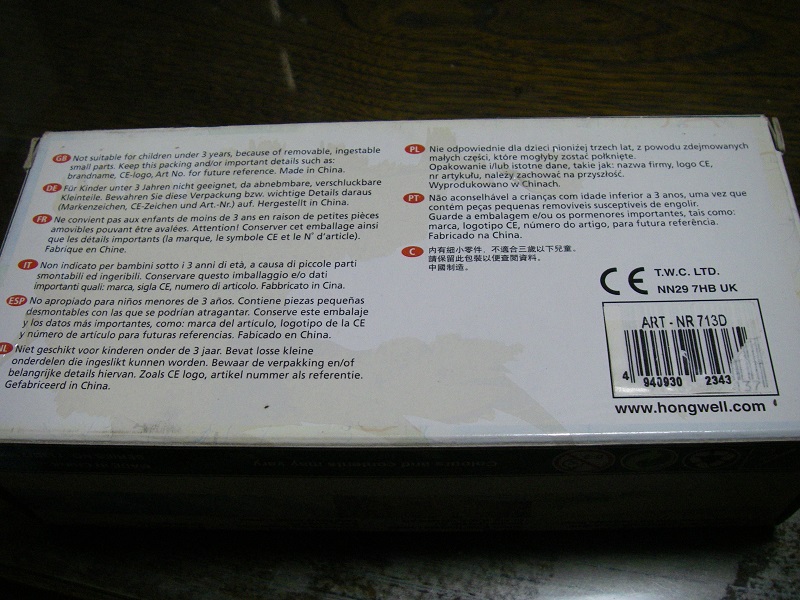 GB Not suitable for children under 3 years, because of removable, ingestable
small parts. Keep this packing and/or important details such as:
brandname, CE-logo, Art No. for future reference. Made in China.
DE Für Kinder unter 3 Jahren nicht geeignet, da abnehmbare, verschluckbare
Kleinteile. Bewahren Sie diese Verpackung bzw. wichtige Details daraus
(Markenzeichen, CE-Zeichen und Art.-Nr.) auf. Hergestellt in China.
FR Ne convient pas aux enfants de moins de 3 ans en raison de petites pièces
amovibles pouvant être avalées. Attention! Conserver cet emballage ainsi
que les détails importants (la marque, le symbole CE et le N° d'article).
Fabrique en Chine.
IT Non indicato per bambini sotto i 3 anni di età, a causa di piccole parti
smontabili ed ingeribili. Conservare questo imballaggio e/o dati
importanti quali: marca, sigla CE, numero di articolo. Fabbricato in Cina.
ESP No apropiado para niños menores de 3 años. Contiene piezas pequeñas
desmontables con las que se podrían atragantar. Conserve este embalaje
y los datos más importantes, como: marca del artículo, logotipo de la CE
y número de artículo para futuras referencias. Fabicado en China.
NL Niet geschikt voor kinderen onder de 3 jaar. Bevat losse kleine
onderdelen die ingeslikt kunnen worden. Bewaar de verpakking en/of
belangrijke details hiervan. Zoals CE logo, artikel nummer als referentie.
Gefabriceerd in China.
PL Nie odpowiednie dla dzieci pionižej trzech lat, z powodu zdejmowanych
małych części, które mogłyby zostać połknięte.
Opakowanie i/lub istotne dane, takie jak: nazwa firmy, logo CE,
nr artykułu, należy zachować na przyszłość.
Wyprodukowano w Chinach.
PT Não aconselhável a crianças com idade inferior a 3 anos, uma vez que
contém peças pequenas removíveis susceptíveis de engolir.
Guarde a embalagem e/ou os pormenores importantes, tais como:
marca, logotipo CE, número do artigo, para futura referência.
Fabricado na China.
C 內有細小零件，不適合三歲以下兒童。
請保留此包裝以便查閱資料。
中國制造。
CE T.W.C. LTD.
NN29 7HB UK
ART - NR 713D
4 940930 2343
www.hongwell.com
Colours and contents may vary